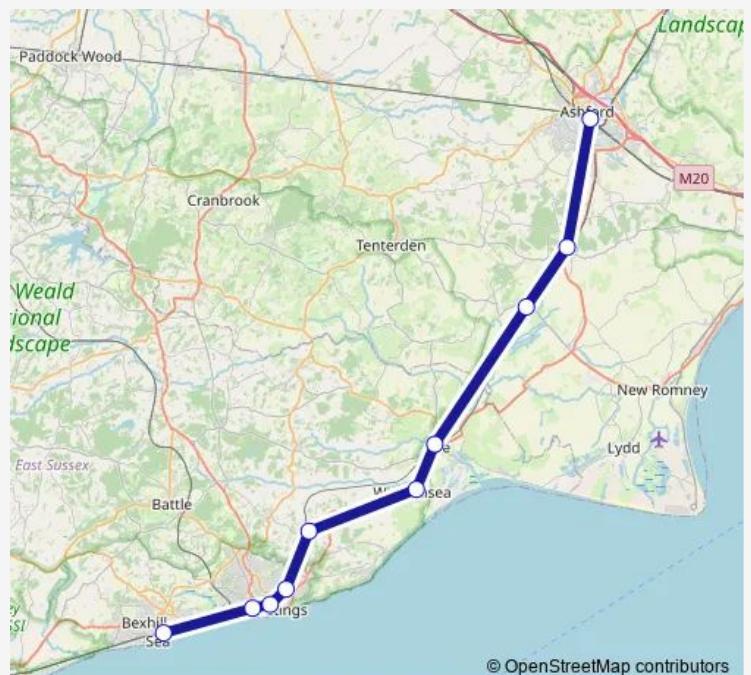 Landscap
Paddock Wood
Ashford
M20
Cranbrook
Tenterden
Weald
ional
dscape
New Romney
Lydd
East Sussex
Battle
Bexhill
Sea
© OpenStreetMap contributors